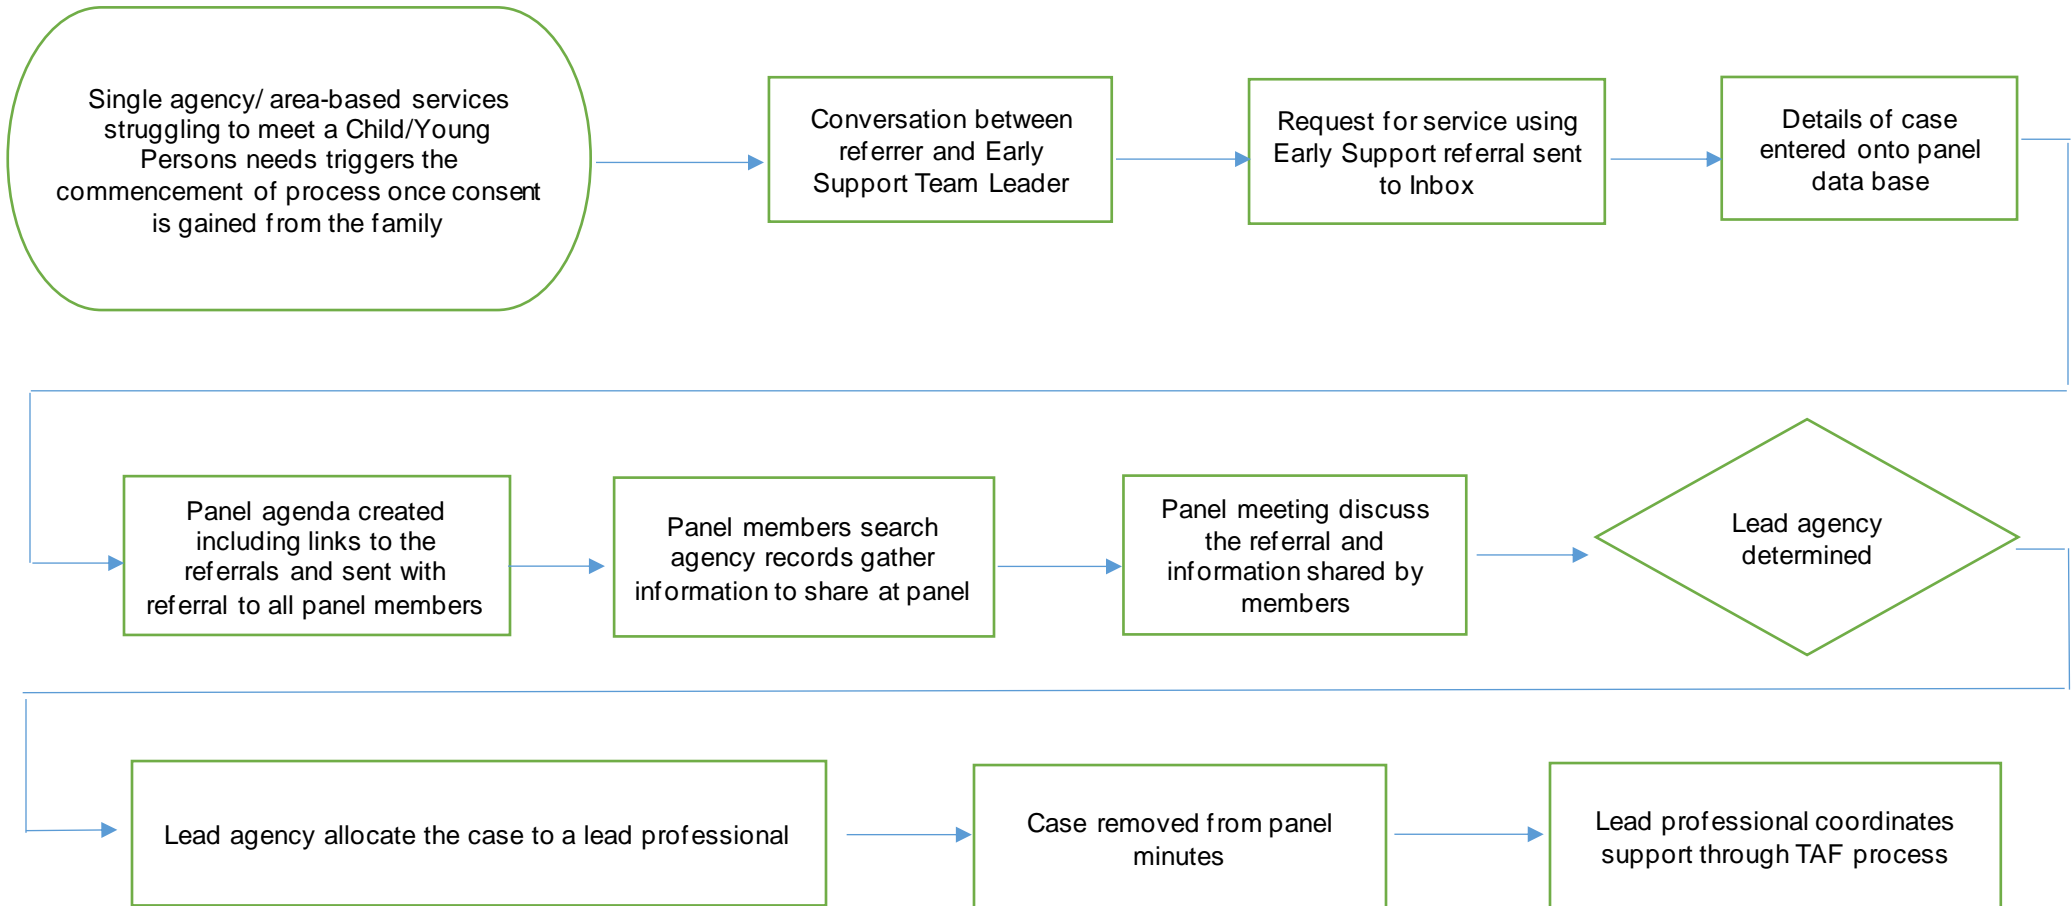 Single agency/ area-based services
struggling to meet a Child/Young
Persons needs triggers the
commencement of process once consent
is gained from the family
Conversation between
referrer and Early
Support Team Leader
Request for service using
Early Support referral sent
to Inbox
Details of case
entered onto panel
data base
Panel agenda created
including links to the
referrals and sent with
referral to all panel members
Panel members search
agency records gather
information to share at panel
Panel meeting discuss
the referral and
information shared by
members
Lead agency
determined
Lead agency allocate the case to a lead professional
Case removed from panel
minutes
Lead professional coordinates
support through TAF process